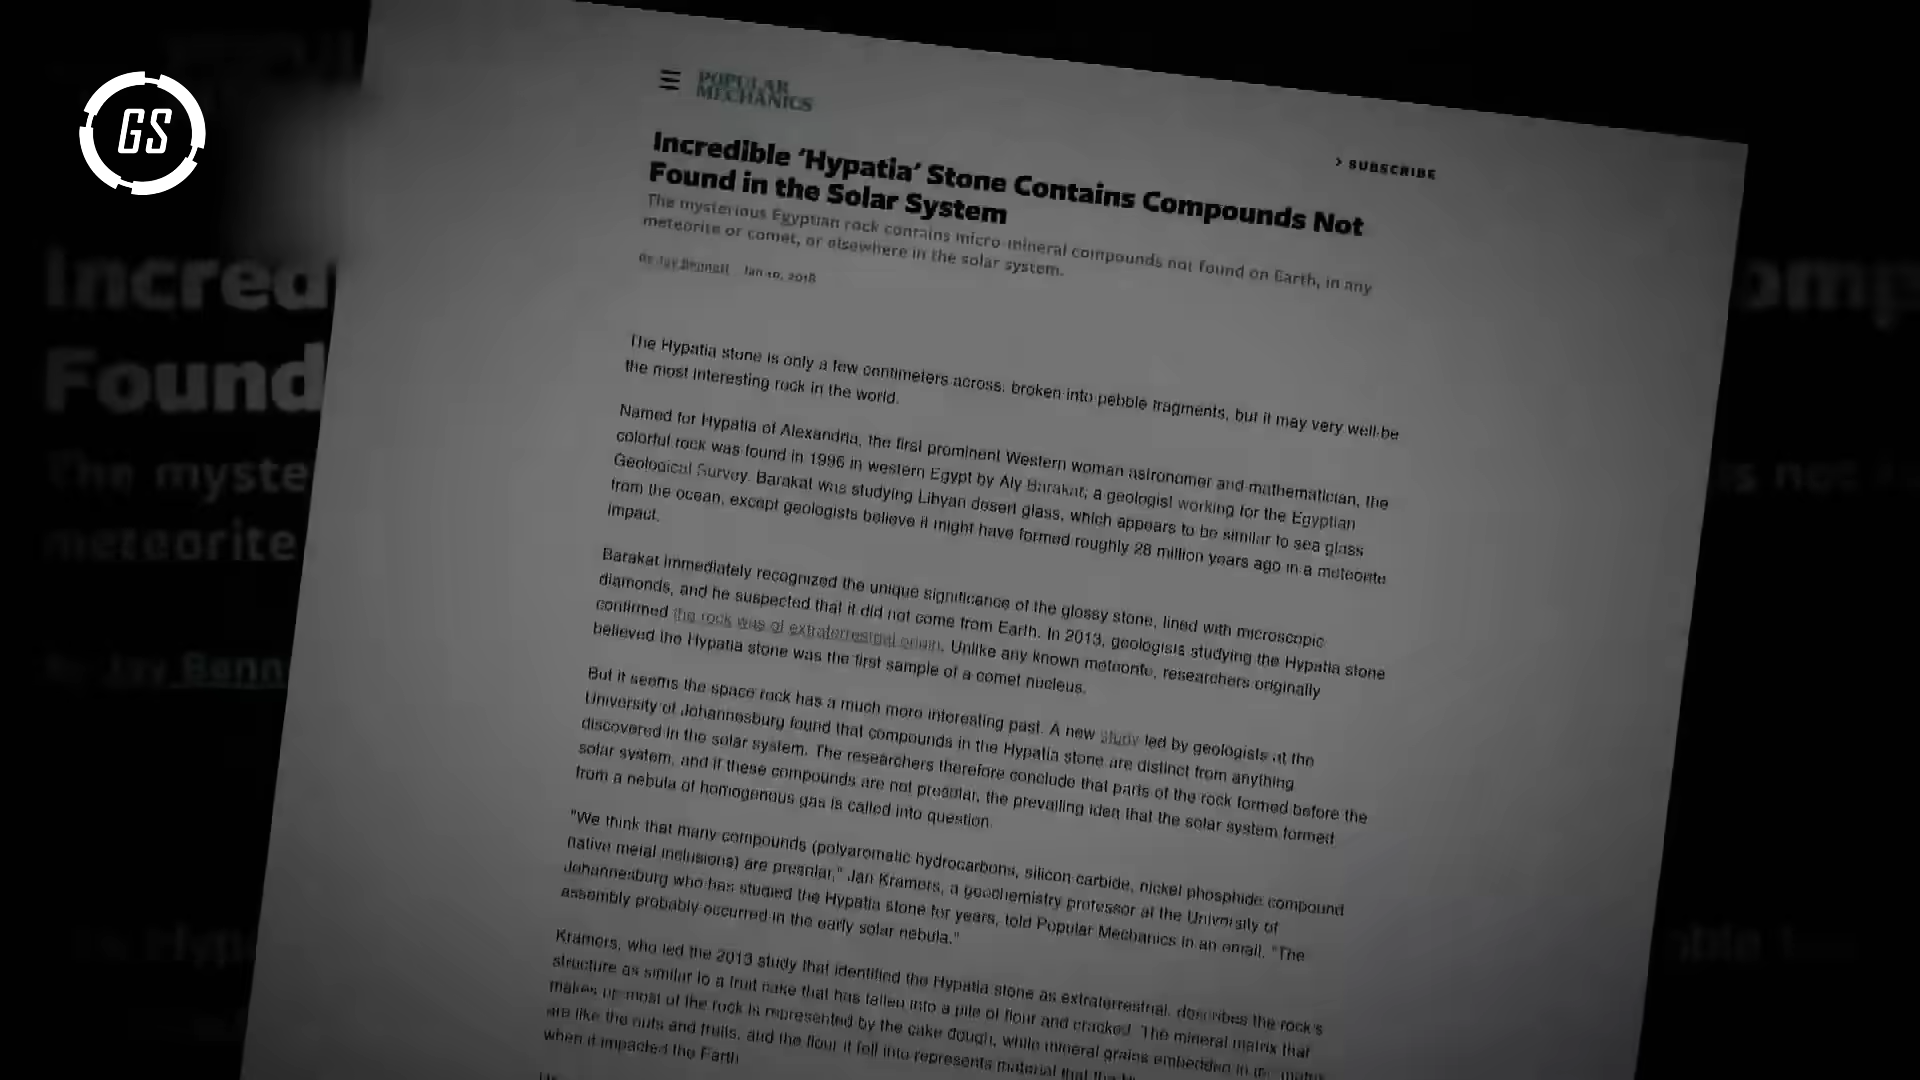 GS
POPULAR
MECHANICS
> SUBSCRIBE
Incredible ‘Hypatia’ Stone Contains Compounds Not
Found in the Solar System
The mysterious Egyptian rock contains micro-mineral compounds not found on Earth, in any
meteorite or comet, or elsewhere in the solar system.
By Jay Bennett Jan 10, 2018
The Hypatia stone is only a few centimeters across, broken into pebble fragments, but it may very well be
the most interesting rock in the world.
Named for Hypatia of Alexandria, the first prominent Western woman astronomer and mathematician, the
colorful rock was found in 1996 in western Egypt by Aly Barakat, a geologist working for the Egyptian
Geological Survey. Barakat was studying Libyan desert glass, which appears to be similar to sea glass
from the ocean, except geologists believe it might have formed roughly 28 million years ago in a meteorite
impact.
Barakat immediately recognized the unique significance of the glossy stone, lined with microscopic
diamonds, and he suspected that it did not come from Earth. In 2013, geologists studying the Hypatia stone
confirmed the rock was of extraterrestrial origin. Unlike any known meteorite, researchers originally
believed the Hypatia stone was the first sample of a comet nucleus.
But it seems the space rock has a much more interesting past. A new study led by geologists at the
University of Johannesburg found that compounds in the Hypatia stone are distinct from anything
discovered in the solar system. The researchers therefore conclude that parts of the rock formed before the
solar system, and if these compounds are not presolar, the prevailing idea that the solar system formed
from a nebula of homogenous gas is called into question.
"We think that many compounds (polyaromatic hydrocarbons, silicon carbide, nickel phosphide compound
native metal inclusions) are presolar," Jan Kramers, a geochemistry professor at the University of
Johannesburg who has studied the Hypatia stone for years, told Popular Mechanics in an email. "The
assembly probably occurred in the early solar nebula."
Kramers, who led the 2013 study that identified the Hypatia stone as extraterrestrial, describes the rock's
structure as similar to a fruit cake that has fallen into a pile of flour and cracked. The mineral matrix that
makes up most of the rock is represented by the cake dough, while mineral grains embedded in
are like the nuts and fruits, and the flour it fell into represents material that the
when it impacted the Earth